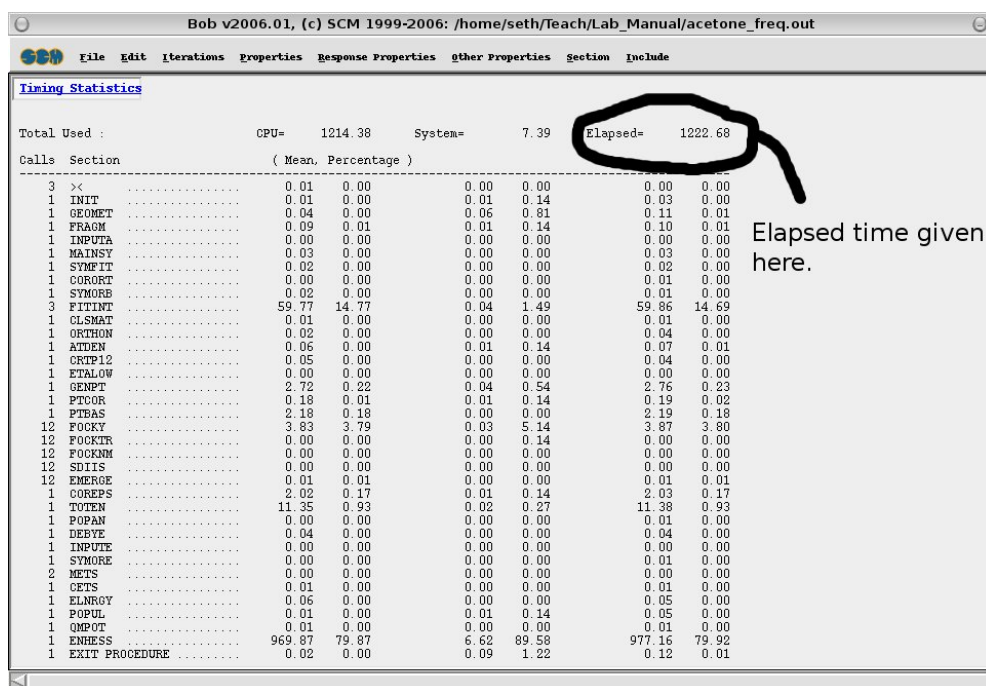 Bob v2006.01, (c) SCM 1999-2006: /home/seth/Teach/Lab_Manual/acetone_freq.out
SCM File Edit Iterations Properties Response Properties Other Properties Section Include
Timing Statistics
Total Used : CPU= 1214.38 System= 7.39 Elapsed= 1222.68
Calls Section ( Mean, Percentage )
--------------------------------------------------------------------------------
3 >< ................ 0.01 0.00 0.00 0.00 0.00 0.00
1 INIT ................ 0.01 0.00 0.01 0.14 0.03 0.00
1 GEOMET ................ 0.04 0.00 0.06 0.81 0.11 0.01
1 FRAGM ................ 0.09 0.01 0.01 0.14 0.10 0.01
1 INPUTA ................ 0.00 0.00 0.00 0.00 0.00 0.00
1 MAINSY ................ 0.03 0.00 0.00 0.00 0.03 0.00
1 SYMFIT ................ 0.02 0.00 0.00 0.00 0.02 0.00
1 CORORT ................ 0.00 0.00 0.00 0.00 0.01 0.00
1 SYMORB ................ 0.02 0.00 0.00 0.00 0.01 0.00
3 FITINT ................ 59.77 14.77 0.04 1.49 59.86 14.69
1 CLSMAT ................ 0.01 0.00 0.00 0.00 0.01 0.00
1 ORTHON ................ 0.02 0.00 0.00 0.00 0.04 0.00
1 ATDEN ................ 0.06 0.00 0.01 0.14 0.07 0.01
1 CRTP12 ................ 0.05 0.00 0.00 0.00 0.04 0.00
1 ETALOW ................ 0.00 0.00 0.00 0.00 0.00 0.00
1 GENPT ................ 2.72 0.22 0.04 0.54 2.76 0.23
1 PTCOR ................ 0.18 0.01 0.01 0.14 0.19 0.02
1 PTBAS ................ 2.18 0.18 0.00 0.00 2.19 0.18
12 FOCKY ................ 3.83 3.79 0.03 5.14 3.87 3.80
12 FOCKTR ................ 0.00 0.00 0.00 0.14 0.00 0.00
12 FOCKNM ................ 0.00 0.00 0.00 0.00 0.00 0.00
12 SDIIS ................ 0.00 0.00 0.00 0.00 0.00 0.00
12 EMERGE ................ 0.01 0.01 0.00 0.00 0.01 0.01
1 COREPS ................ 2.02 0.17 0.01 0.14 2.03 0.17
1 TOTEN ................ 11.35 0.93 0.02 0.27 11.38 0.93
1 POPAN ................ 0.00 0.00 0.00 0.00 0.01 0.00
1 DEBYE ................ 0.04 0.00 0.00 0.00 0.04 0.00
1 INPUTE ................ 0.00 0.00 0.00 0.00 0.00 0.00
1 SYMORE ................ 0.00 0.00 0.00 0.00 0.01 0.00
2 METS ................ 0.00 0.00 0.00 0.00 0.00 0.00
1 CETS ................ 0.01 0.00 0.00 0.00 0.01 0.00
1 ELNRGY ................ 0.06 0.00 0.00 0.00 0.05 0.00
1 POPUL ................ 0.01 0.00 0.01 0.14 0.05 0.00
1 QMPOT ................ 0.01 0.00 0.00 0.00 0.01 0.00
1 ENHESS ................ 969.87 79.87 6.62 89.58 977.16 79.92
1 EXIT PROCEDURE ......... 0.02 0.00 0.09 1.22 0.12 0.01
Elapsed time given
here.